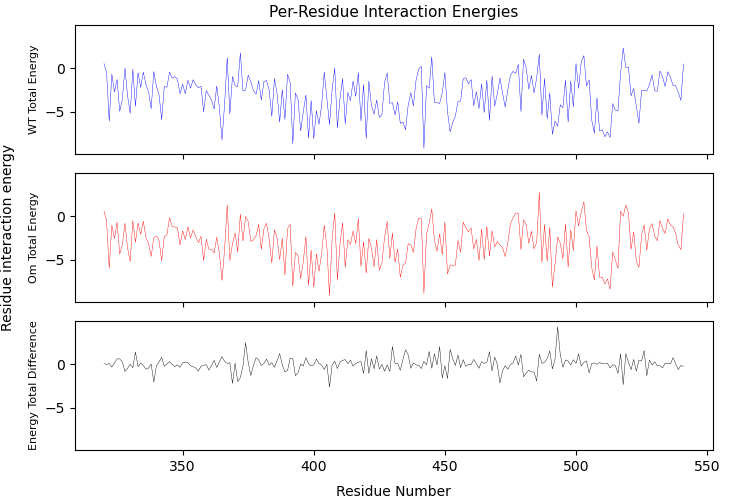 Per-Residue Interaction Energies
Residue interaction energy
WT Total Energy
0
−5
Om Total Energy
0
−5
Energy Total Difference
0
−5
350
400
450
500
550
Residue Number